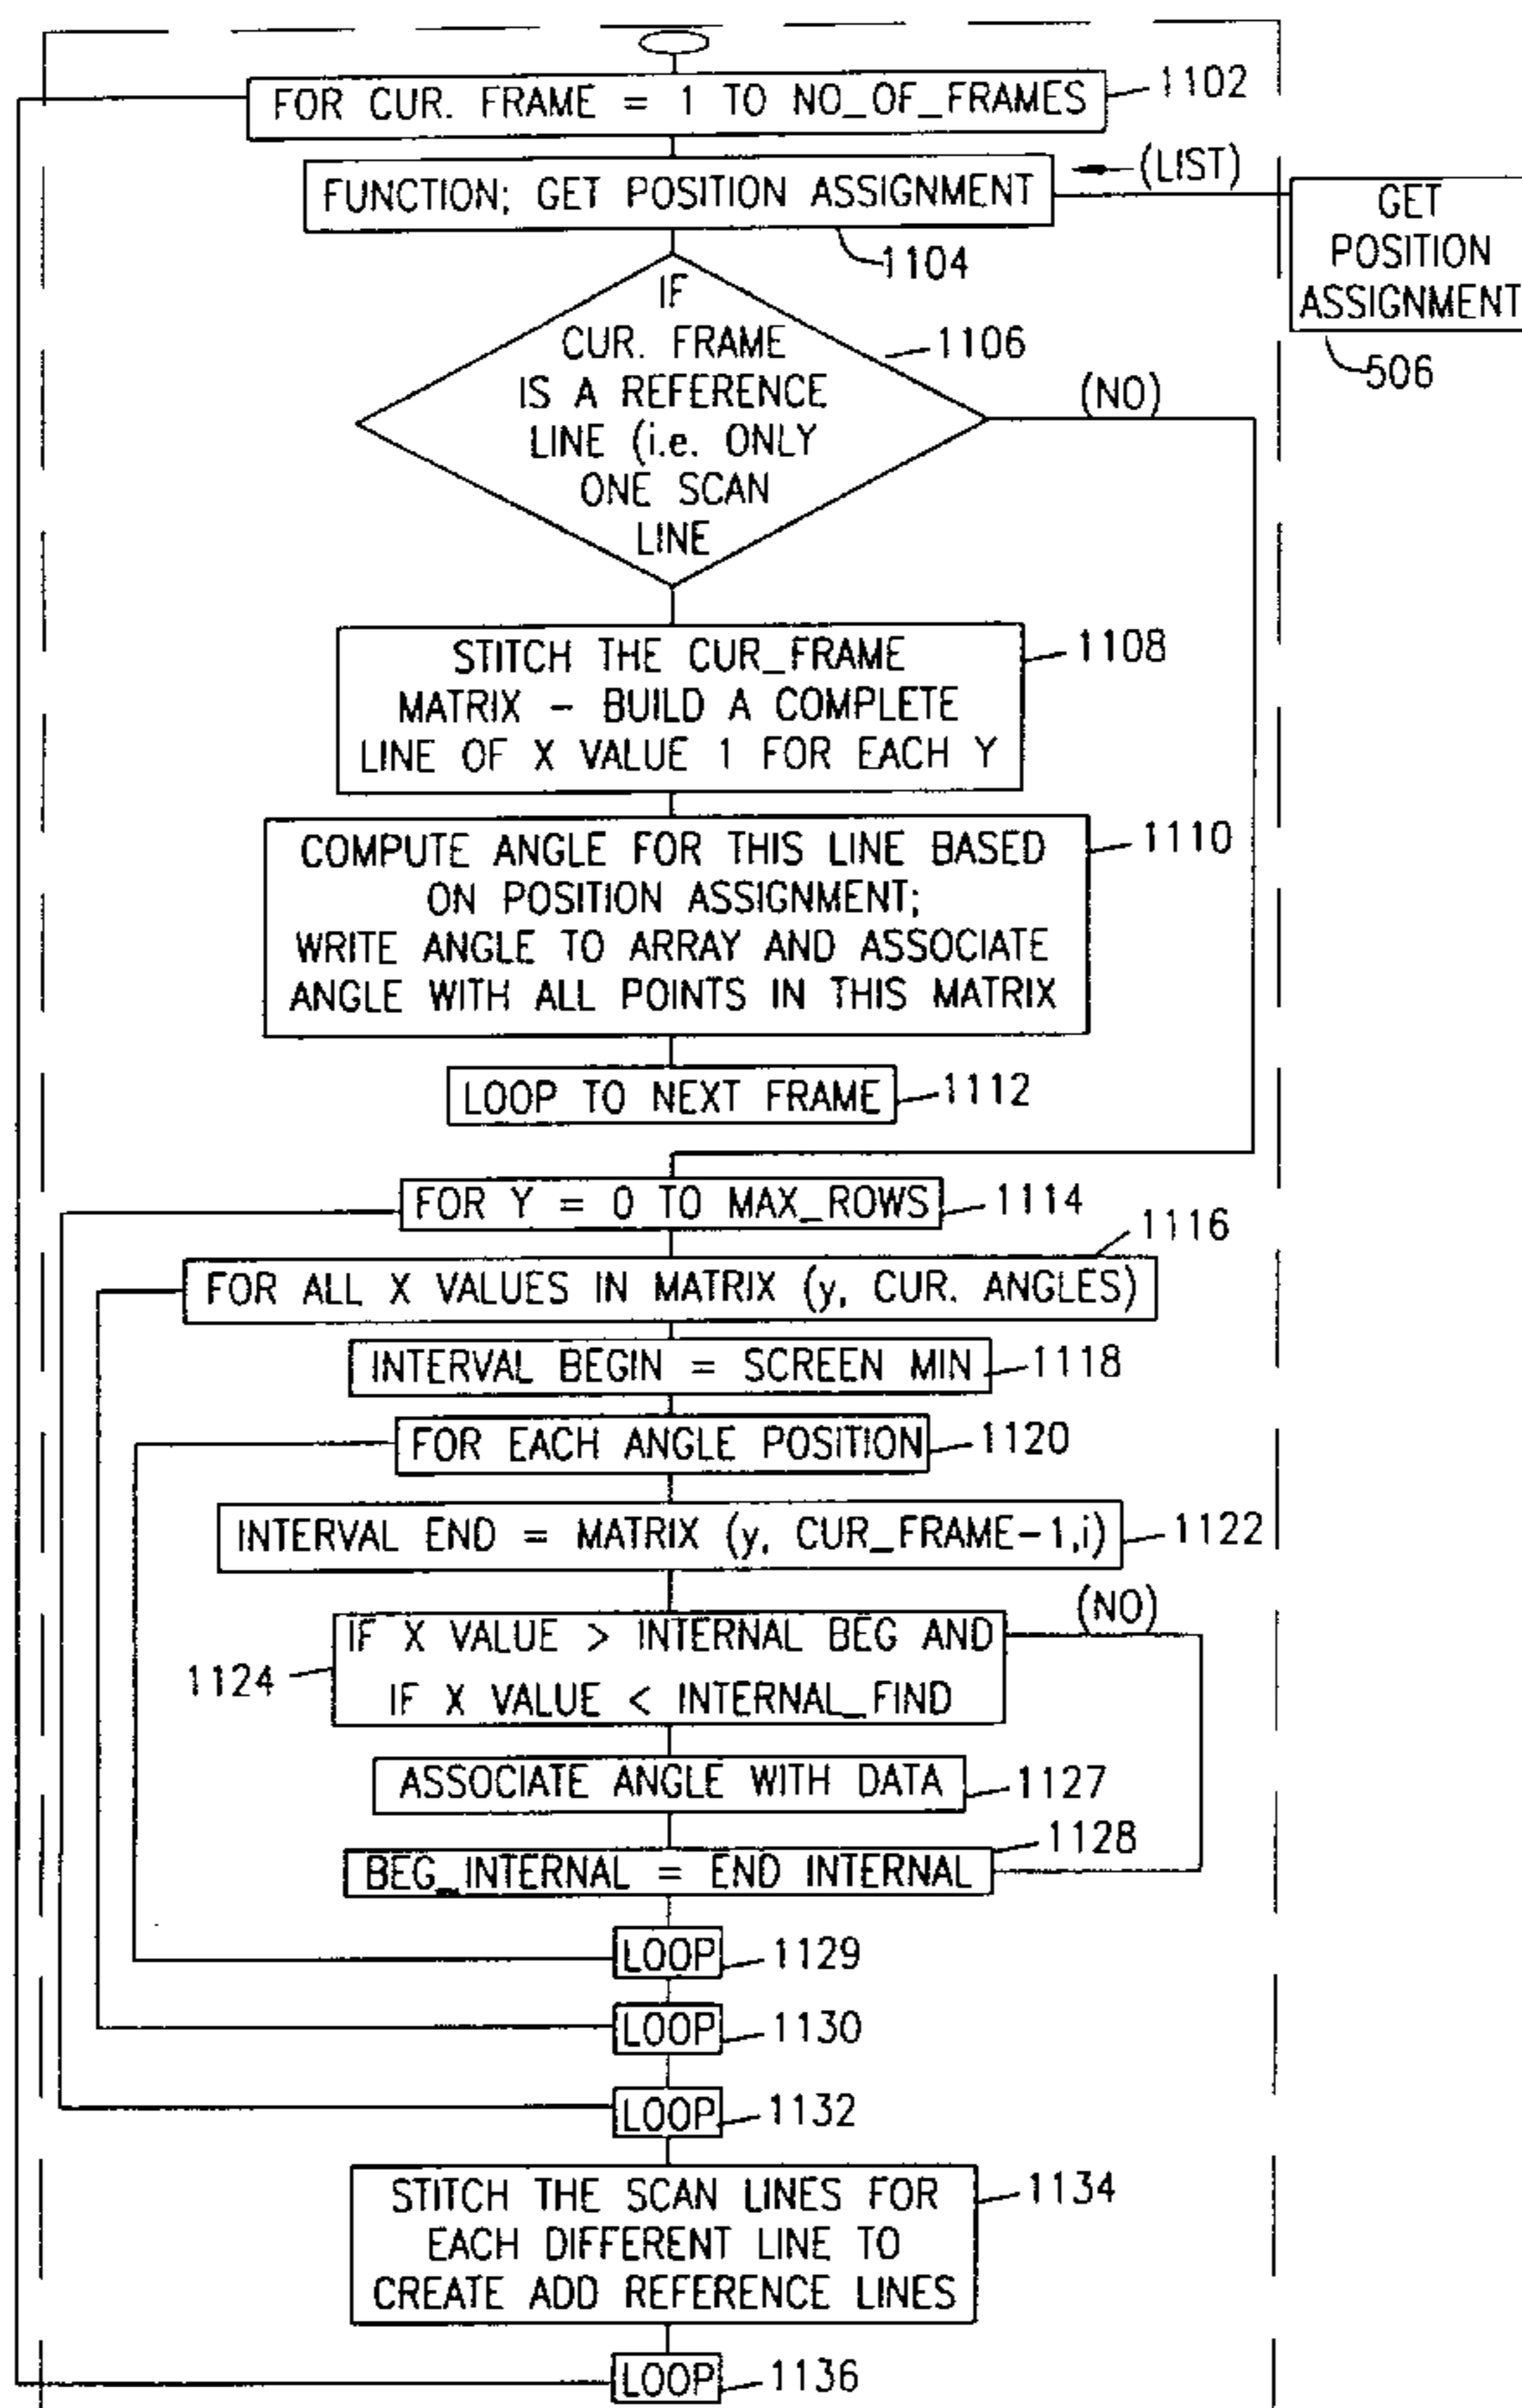 FOR CUR. FRAME = 1 TO NO_OF_FRAMES
1102
FUNCTION; GET POSITION ASSIGNMENT
(LIST)
1104
GET
POSITION
ASSIGNMENT
506
IF
CUR. FRAME
IS A REFERENCE
LINE (i.e. ONLY
ONE SCAN
LINE
1106
(NO)
STITCH THE CUR_FRAME
MATRIX - BUILD A COMPLETE
LINE OF X VALUE 1 FOR EACH Y
1108
COMPUTE ANGLE FOR THIS LINE BASED
ON POSITION ASSIGNMENT;
WRITE ANGLE TO ARRAY AND ASSOCIATE
ANGLE WITH ALL POINTS IN THIS MATRIX
1110
LOOP TO NEXT FRAME
1112
FOR Y = 0 TO MAX_ROWS
1114
1116
FOR ALL X VALUES IN MATRIX (y, CUR. ANGLES)
INTERVAL BEGIN = SCREEN MIN
1118
FOR EACH ANGLE POSITION
1120
INTERVAL END = MATRIX (y, CUR_FRAME-1,i)
1122
(NO)
IF X VALUE > INTERNAL BEG AND
IF X VALUE < INTERNAL_FIND
1124
ASSOCIATE ANGLE WITH DATA
1127
1128
BEG_INTERNAL = END INTERNAL
LOOP
1129
LOOP
1130
LOOP
1132
STITCH THE SCAN LINES FOR
EACH DIFFERENT LINE TO
CREATE ADD REFERENCE LINES
1134
LOOP
1136